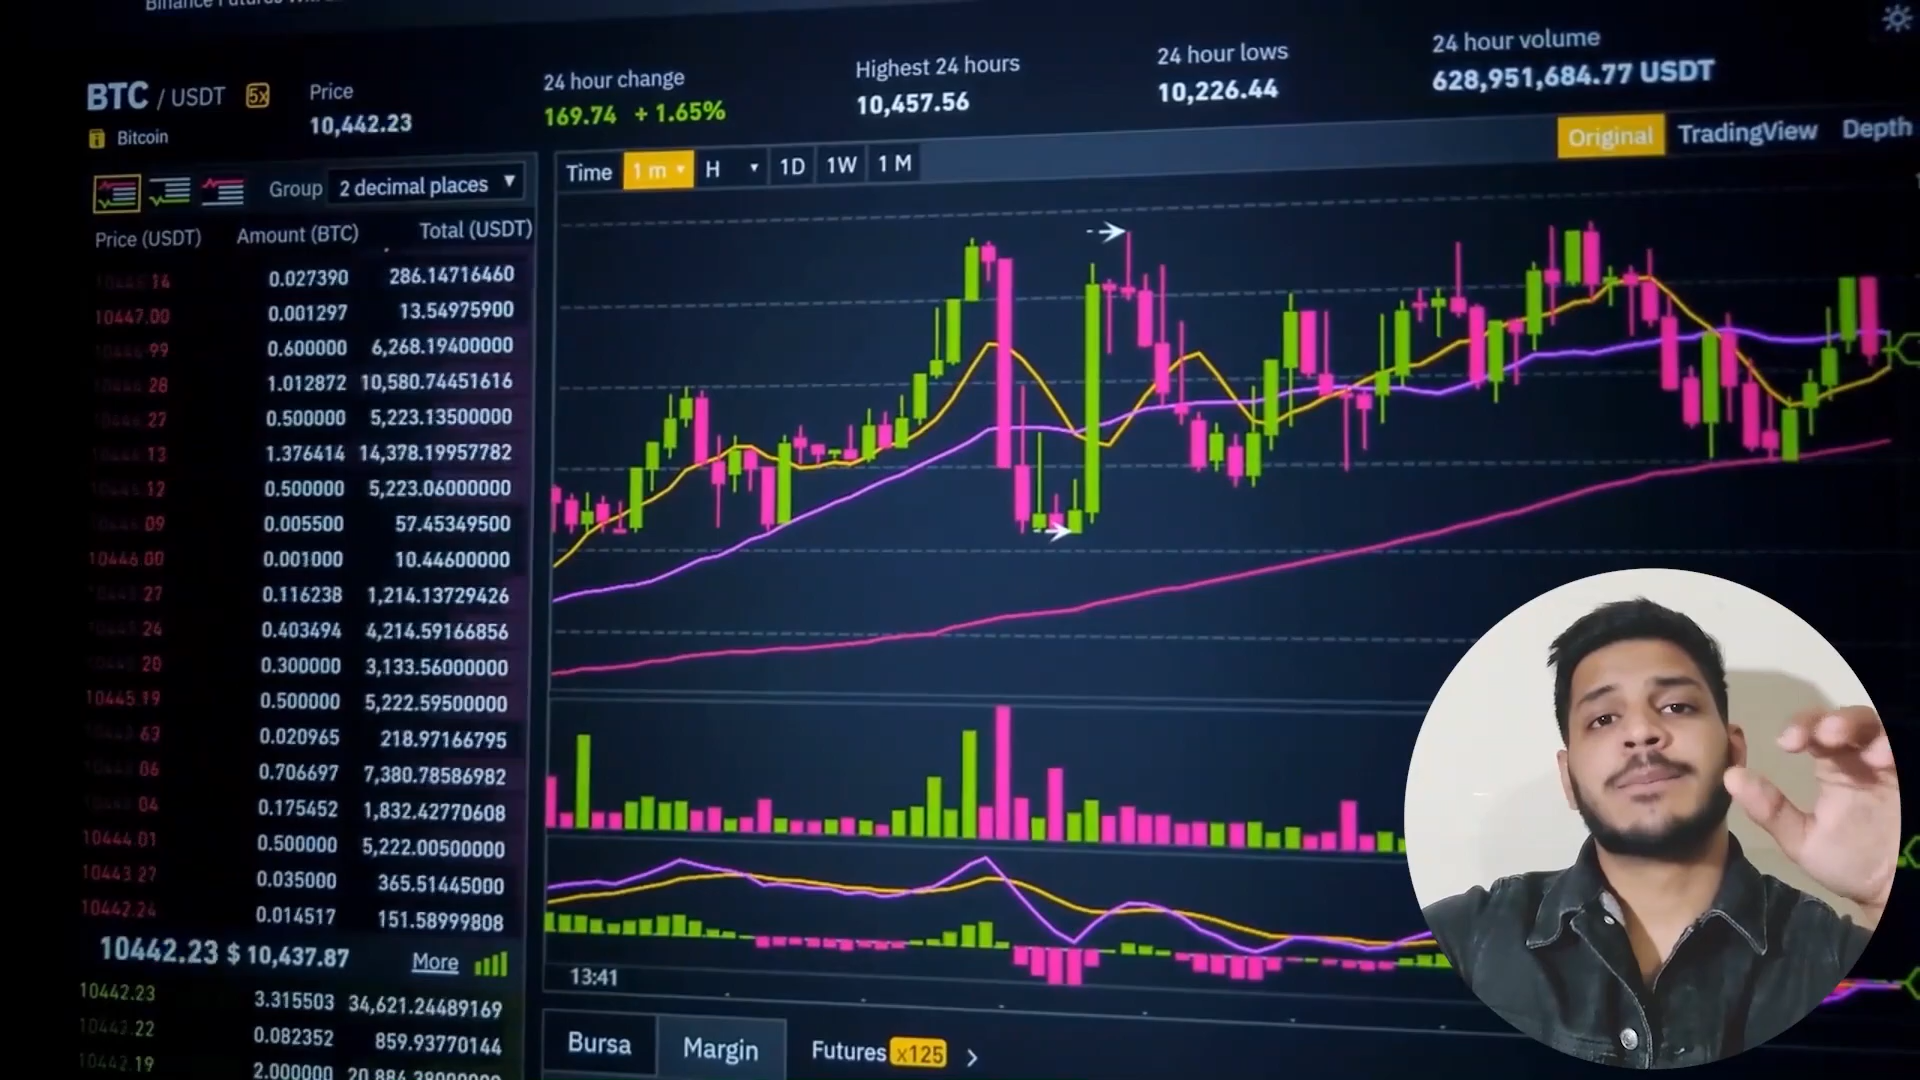 Binance Futures
BTC / USDT 5x
Bitcoin
Price
10,442.23
24 hour change
169.74 + 1.65%
Highest 24 hours
10,457.56
24 hour lows
10,226.44
24 hour volume
628,951,684.77 USDT
Original TradingView Depth
Time 1 m H 1D 1W 1 M
Group 2 decimal places
Price (USDT) Amount (BTC) Total (USDT)
0.027390 286.14716460
10447.00 0.001297 13.54975900
0.600000 6,268.19400000
1.012872 10,580.74451616
0.500000 5,223.13500000
1.376414 14,378.19957782
0.500000 5,223.06000000
0.005500 57.45349500
10446.00 0.001000 10.44600000
0.116238 1,214.13729426
0.403494 4,214.59166856
0.300000 3,133.56000000
10445.19 0.500000 5,222.59500000
0.020965 218.97166795
0.706697 7,380.78586982
0.175452 1,832.42770608
10444.01 0.500000 5,222.00500000
10443.27 0.035000 365.51445000
10442.24 0.014517 151.58999808
10442.23 $ 10,437.87 More
10442.23 3.315503 34,621.24489169
10442.22 0.082352 859.93770144
10442.19 2.000000
13:41
Bursa Margin Futures x125